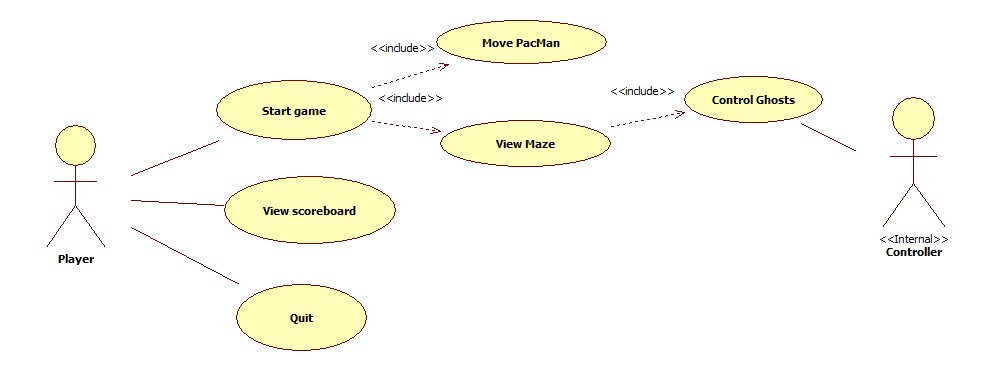 Move PacMan
<<include>>
Start game
<<include>>
<<include>>
Control Ghosts
View Maze
View scoreboard
Player
<<Internal>>
Controller
Quit